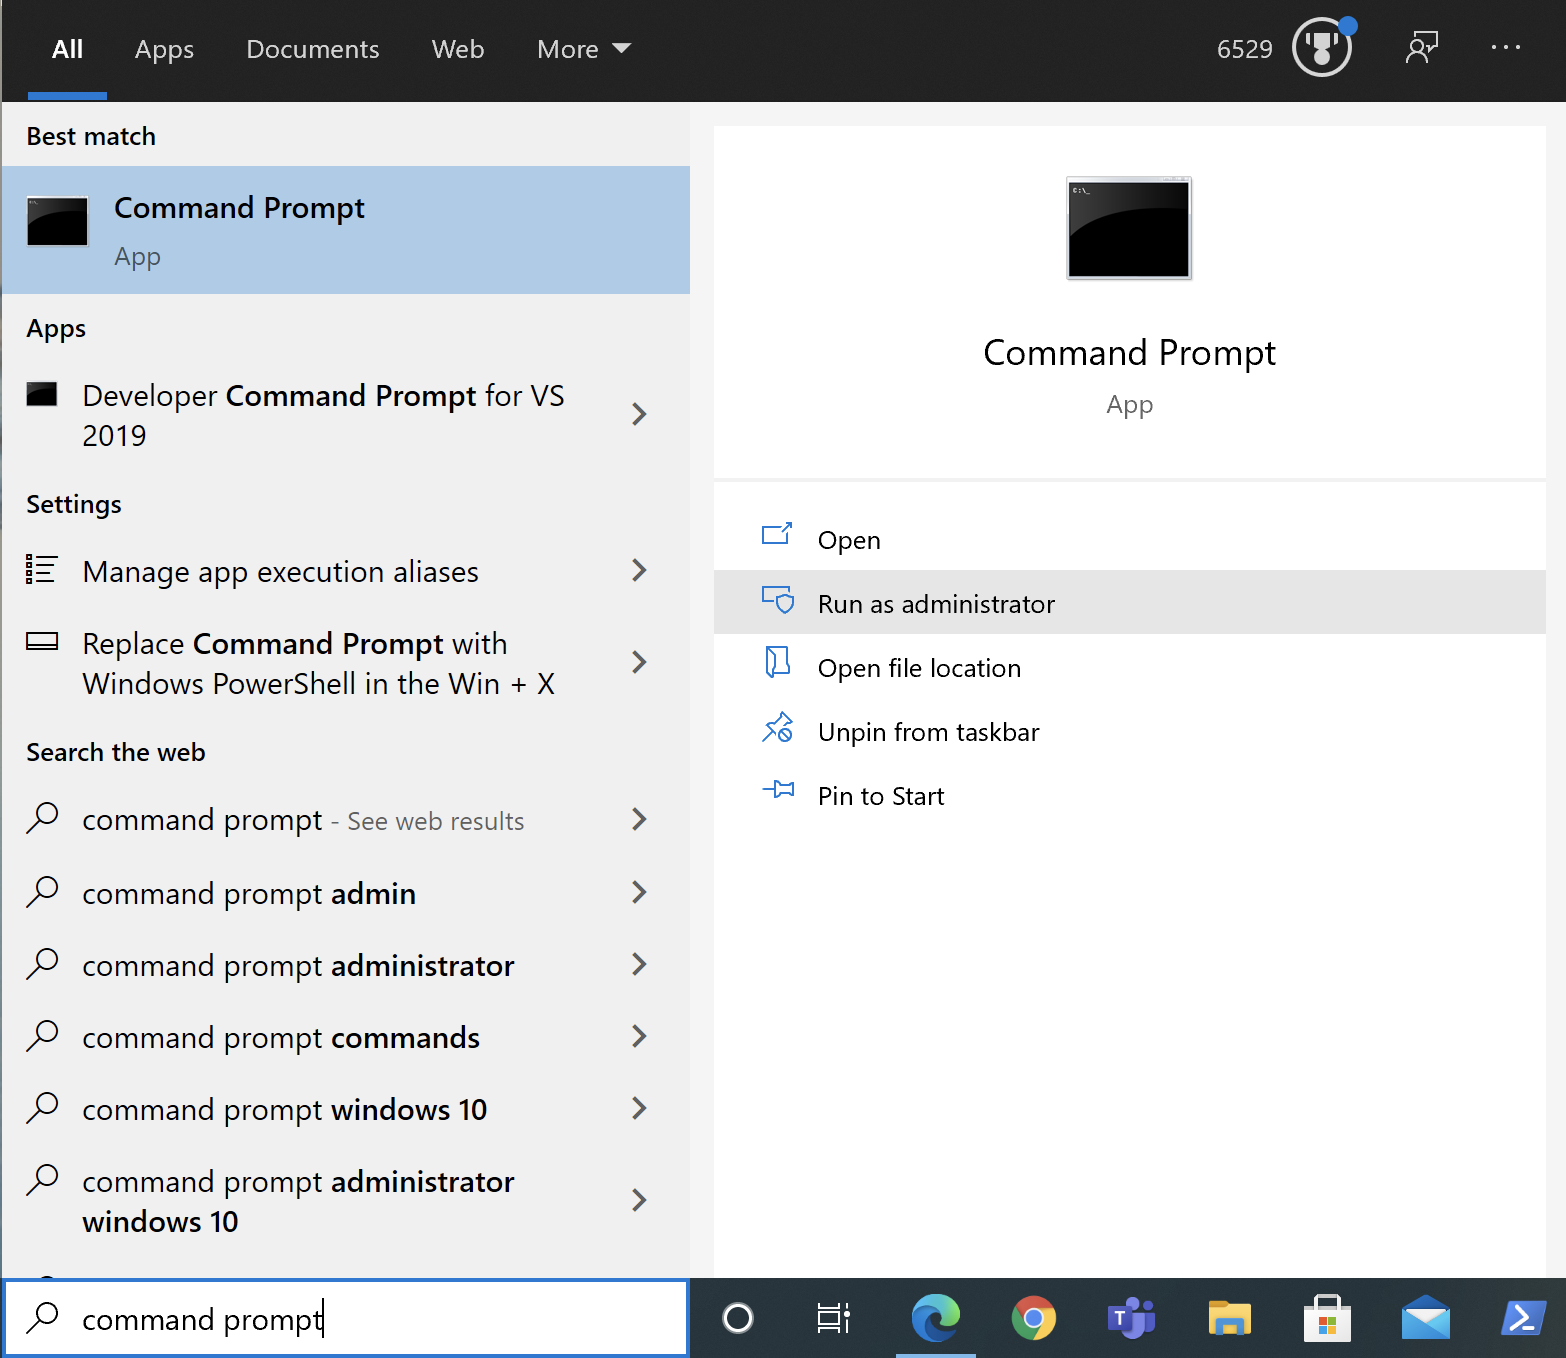 All Apps Documents Web More 6529
Best match
Command Prompt
App
Apps
Developer Command Prompt for VS
2019
Settings
Manage app execution aliases
Replace Command Prompt with
Windows PowerShell in the Win + X
Search the web
command prompt - See web results
command prompt admin
command prompt administrator
command prompt commands
command prompt windows 10
command prompt administrator
windows 10
command prompt
C:\_
Command Prompt
App
Open
Run as administrator
Open file location
Unpin from taskbar
Pin to Start
T